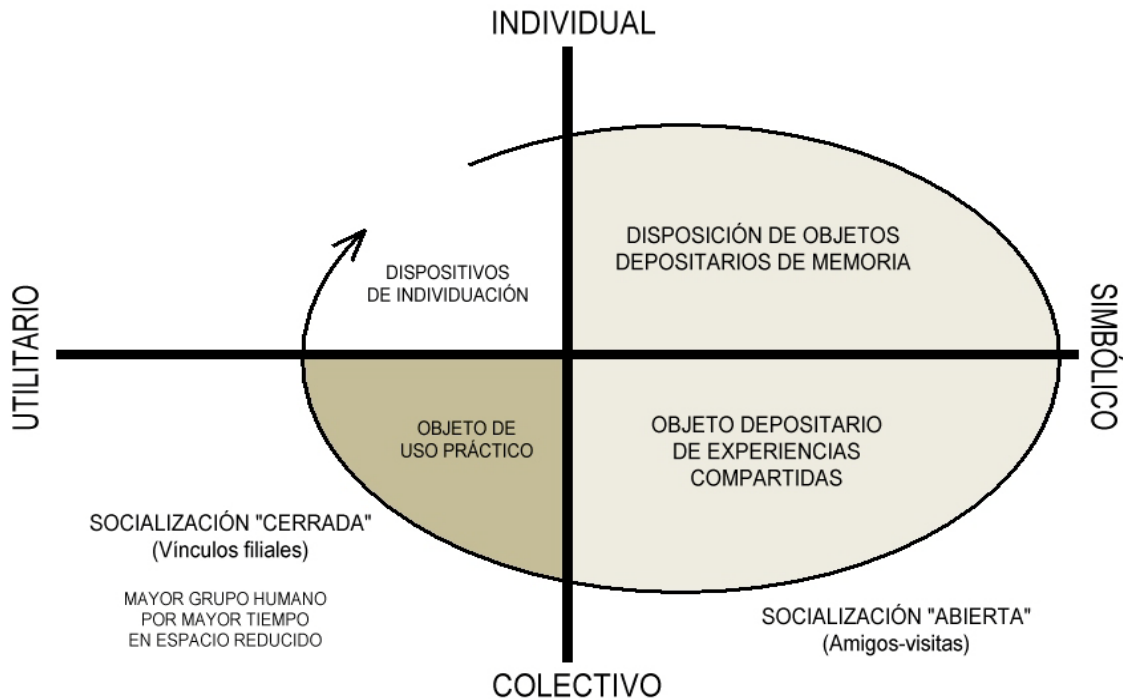 INDIVIDUAL
DISPOSICIÓN DE OBJETOS
DEPOSITARIOS DE MEMORIA
DISPOSITIVOS
DE INDIVIDUACIÓN
UTILITARIO
SIMBÓLICO
OBJETO DE
USO PRÁCTICO
OBJETO DEPOSITARIO
DE EXPERIENCIAS
COMPARTIDAS
SOCIALIZACIÓN "CERRADA"
(Vínculos filiales)
MAYOR GRUPO HUMANO
POR MAYOR TIEMPO
EN ESPACIO REDUCIDO
SOCIALIZACIÓN "ABIERTA"
(Amigos-visitas)
COLECTIVO